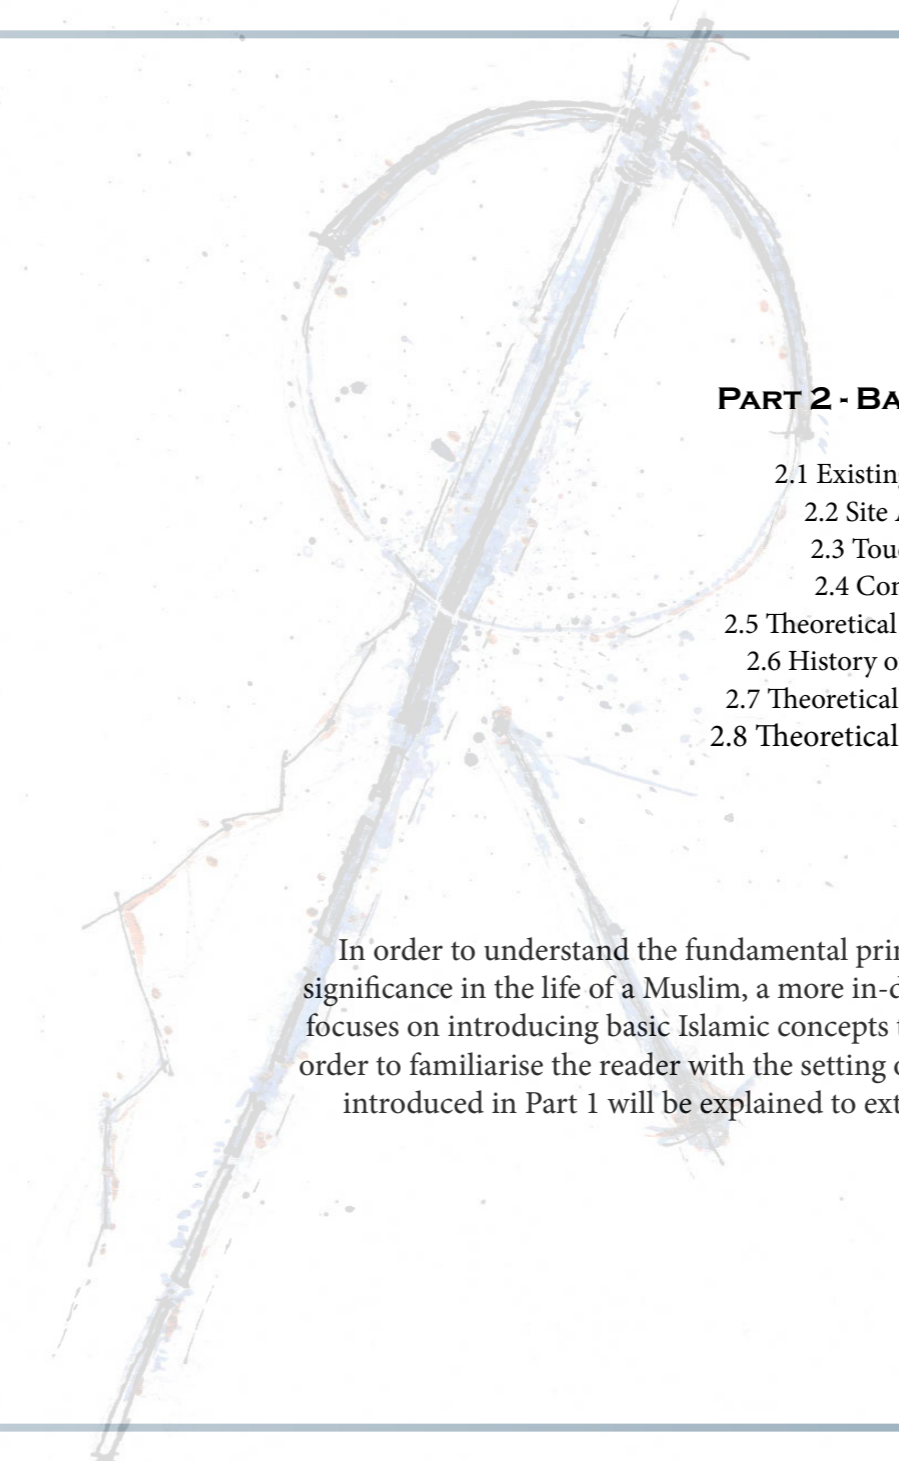 Part 2 - Ba
2.1 Existing
2.2 Site
2.3 Tou
2.4 Con
2.5 Theoretical
2.6 History o
2.7 Theoretical
2.8 Theoretical
In order to understand the fundamental prin
significance in the life of a Muslim, a more in-d
focuses on introducing basic Islamic concepts t
order to familiarise the reader with the setting o
introduced in Part 1 will be explained to ext